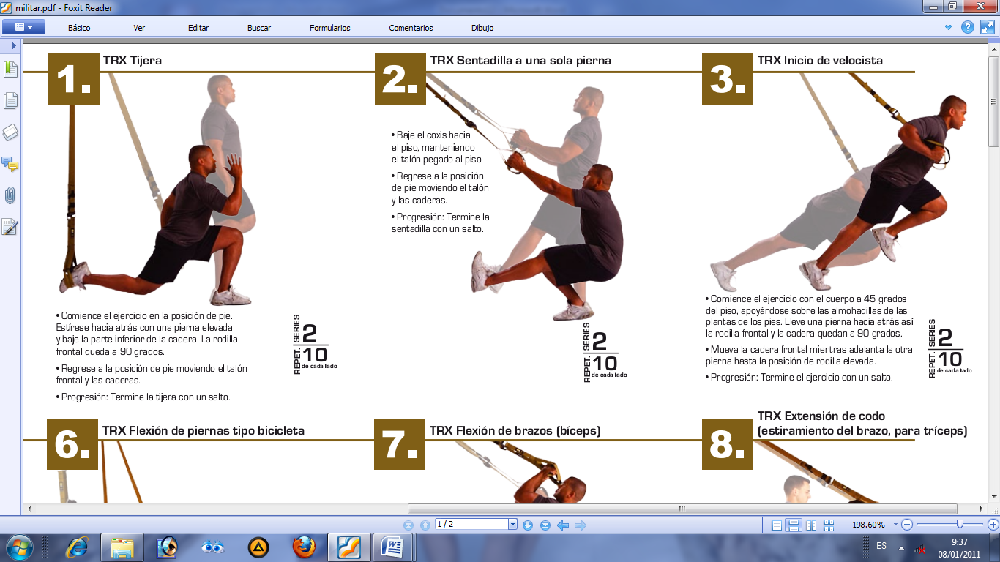 militar.pdf - Foxit Reader
Básico
Ver
Editar
Buscar
Formularios
Comentarios
Dibujo
1.
TRX Tijera
• Comience el ejercicio en la posición de pie.
Estírese hacia atrás con una pierna elevada
y baje la parte inferior de la cadera. La rodilla
frontal queda a 90 grados.
• Regrese a la posición de pie moviendo el talón
frontal y las caderas.
• Progresión: Termine la tijera con un salto.
SERIES 2
REPET. 10
de cada lado
2.
TRX Sentadilla a una sola pierna
• Baje el coxis hacia
el piso, manteniendo
el talón pegado al piso.
• Regrese a la posición
de pie moviendo el talón
y las caderas.
• Progresión: Termine la
sentadilla con un salto.
SERIES 2
REPET. 10
de cada lado
3.
TRX Inicio de velocista
• Comience el ejercicio con el cuerpo a 45 grados
del piso, apoyándose sobre las almohadillas de las
plantas de los pies. Lleve una pierna hacia atrás así
la rodilla frontal y la cadera quedan a 90 grados.
• Mueva la cadera frontal mientras adelanta la otra
pierna hasta la posición de rodilla elevada.
• Progresión: Termine el ejercicio con un salto.
SERIES 2
REPET. 10
de cada lado
6.
TRX Flexión de piernas tipo bicicleta
7.
TRX Flexión de brazos (bíceps)
8.
TRX Extensión de codo
(estiramiento del brazo, para tríceps)
1 / 2
198.60%
ES
9:37
08/01/2011